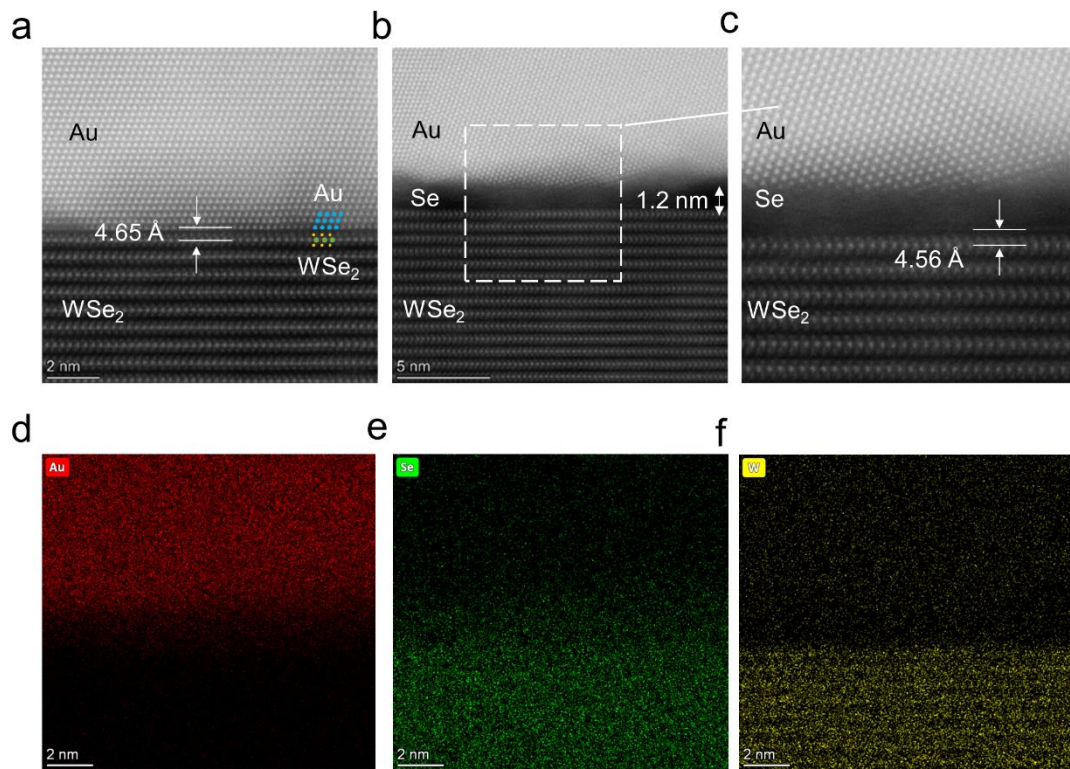 a
b
c
Au
Au
WSe₂
4.65 Å
WSe₂
2 nm
Au
Se
1.2 nm
WSe₂
5 nm
Au
Se
4.56 Å
WSe₂
d
e
f
Au
2 nm
Se
2 nm
W
2 nm